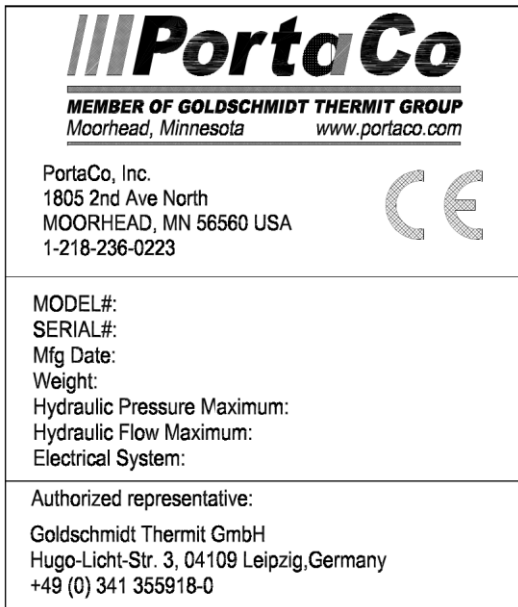 PortaCo
MEMBER OF GOLDSCHMIDT THERMIT GROUP
Moorhead, Minnesota www.portaco.com
PortaCo, Inc.
1805 2nd Ave North
MOORHEAD, MN 56560 USA
1-218-236-0223
CE
MODEL#:
SERIAL#:
Mfg Date:
Weight:
Hydraulic Pressure Maximum:
Hydraulic Flow Maximum:
Electrical System:
Authorized representative:
Goldschmidt Thermit GmbH
Hugo-Licht-Str. 3, 04109 Leipzig,Germany
+49 (0) 341 355918-0